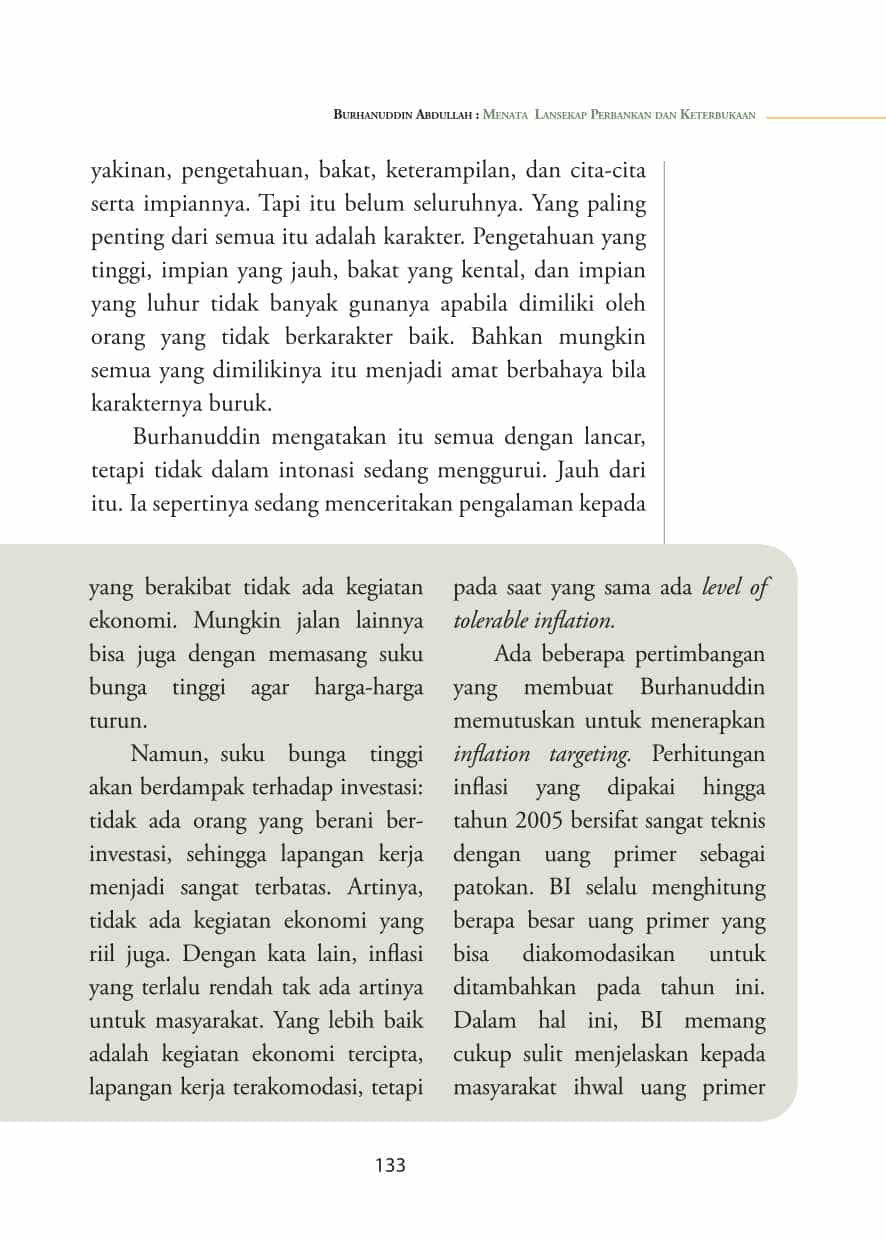 Burhanuddin Abdullah : Menata Lansekap Perbankan dan Keterbukaan
yakinan, pengetahuan, bakat, keterampilan, dan cita-cita
serta impiannya. Tapi itu belum seluruhnya. Yang paling
penting dari semua itu adalah karakter. Pengetahuan yang
tinggi, impian yang jauh, bakat yang kental, dan impian
yang luhur tidak banyak gunanya apabila dimiliki oleh
orang yang tidak berkarakter baik. Bahkan mungkin
semua yang dimilikinya itu menjadi amat berbahaya bila
karakternya buruk.
Burhanuddin mengatakan itu semua dengan lancar,
tetapi tidak dalam intonasi sedang menggurui. Jauh dari
itu. Ia sepertinya sedang menceritakan pengalaman kepada
yang berakibat tidak ada kegiatan
ekonomi. Mungkin jalan lainnya
bisa juga dengan memasang suku
bunga tinggi agar harga-harga
turun.
Namun, suku bunga tinggi
akan berdampak terhadap investasi:
tidak ada orang yang berani ber-
investasi, sehingga lapangan kerja
menjadi sangat terbatas. Artinya,
tidak ada kegiatan ekonomi yang
riil juga. Dengan kata lain, inflasi
yang terlalu rendah tak ada artinya
untuk masyarakat. Yang lebih baik
adalah kegiatan ekonomi tercipta,
lapangan kerja terakomodasi, tetapi
pada saat yang sama ada level of
tolerable inflation.
Ada beberapa pertimbangan
yang membuat Burhanuddin
memutuskan untuk menerapkan
inflation targeting. Perhitungan
inflasi yang dipakai hingga
tahun 2005 bersifat sangat teknis
dengan uang primer sebagai
patokan. BI selalu menghitung
berapa besar uang primer yang
bisa diakomodasikan untuk
ditambahkan pada tahun ini.
Dalam hal ini, BI memang
cukup sulit menjelaskan kepada
masyarakat ihwal uang primer
133